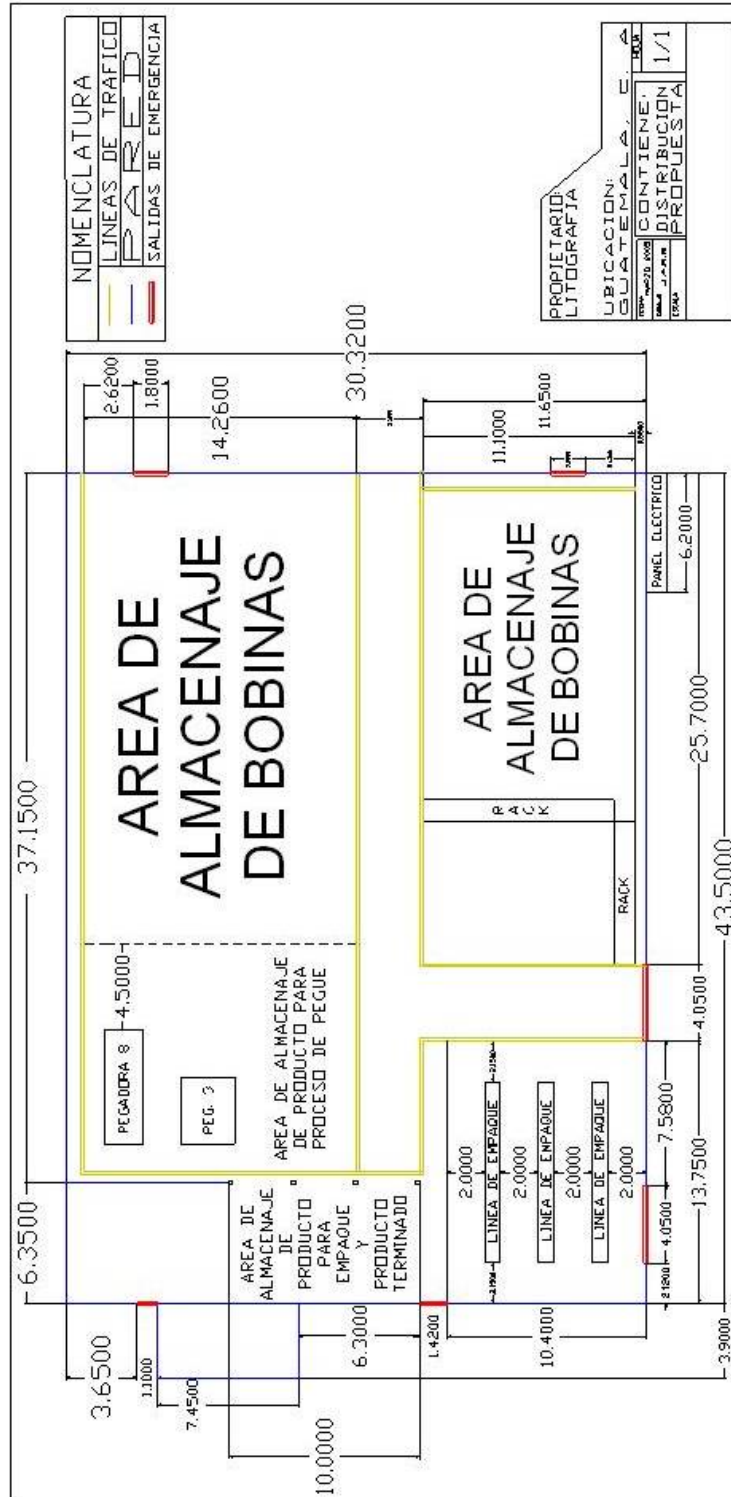 NOMENCLATURA
LINEAS DE TRAFICO
PARED
SALIDAS DE EMERGENCIA
37.1500
6.3500
30.3200
2.6200
1.8000
14.2600
11.6500
11.1000
AREA DE
ALMACENAJE
DE BOBINAS
PEGADORA 8
4.5000
AREA DE ALMACENAJE
DE PRODUCTO PARA
PROCESO DE PEGUE
AREA DE
ALMACENAJE
DE
PRODUCTO
PARA
EMPAQUE
Y
PRODUCTO
TERMINADO
3.6500
1.1000
7.4500
6.3000
10.0000
1.4200
10.4000
AREA DE
ALMACENAJE
DE BOBINAS
RACK
RACK
PANEL ELECTRICO
6.2000
2.0000
LINEA DE EMPAQUE
2.0000
LINEA DE EMPAQUE
2.0000
LINEA DE EMPAQUE
2.0000
7.5800
4.0500
4.0500
2.1200
13.7500
25.7000
43.5000
3.9000
PROPIETARIO:
LITOGRAFIA
UBICACION:
GUATEMALA,
CONTIENE:
DISTRIBUCION
PROPUESTA
HOJA
1/1
ESCALA